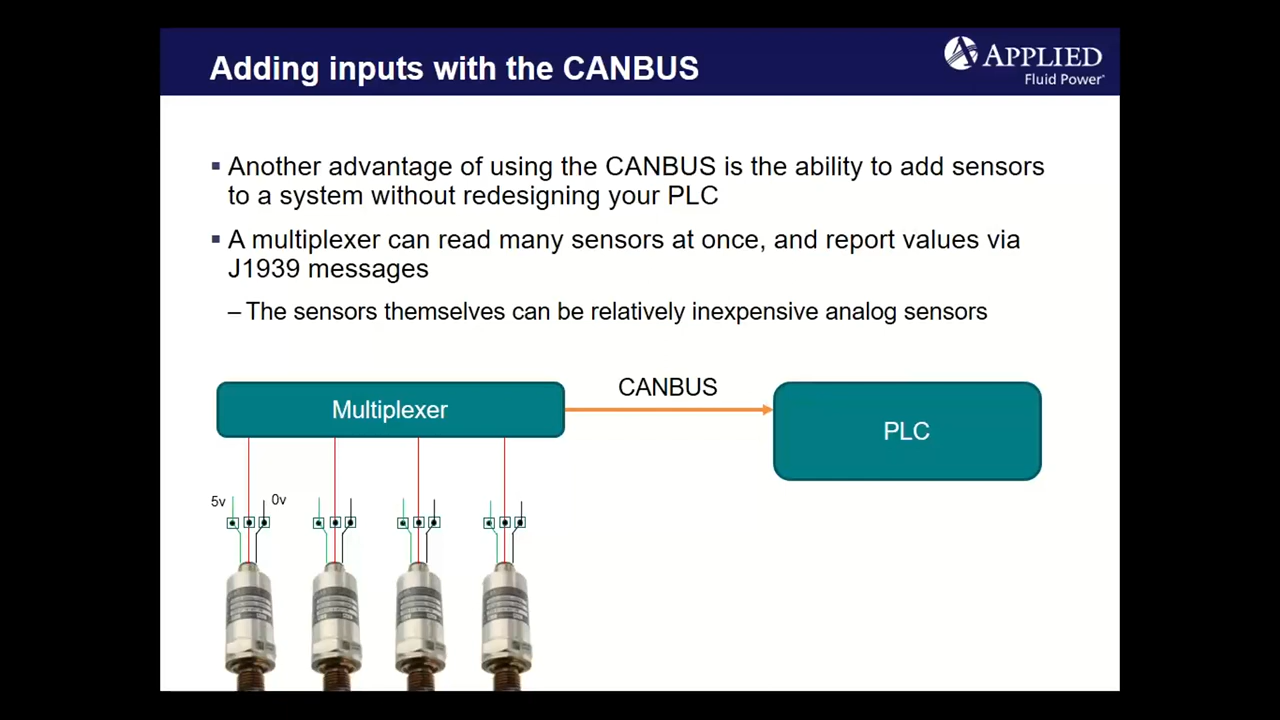 Adding inputs with the CANBUS
APPLIED
Fluid Power
▪ Another advantage of using the CANBUS is the ability to add sensors
to a system without redesigning your PLC
▪ A multiplexer can read many sensors at once, and report values via
J1939 messages
– The sensors themselves can be relatively inexpensive analog sensors
CANBUS
Multiplexer
PLC
5v
0v